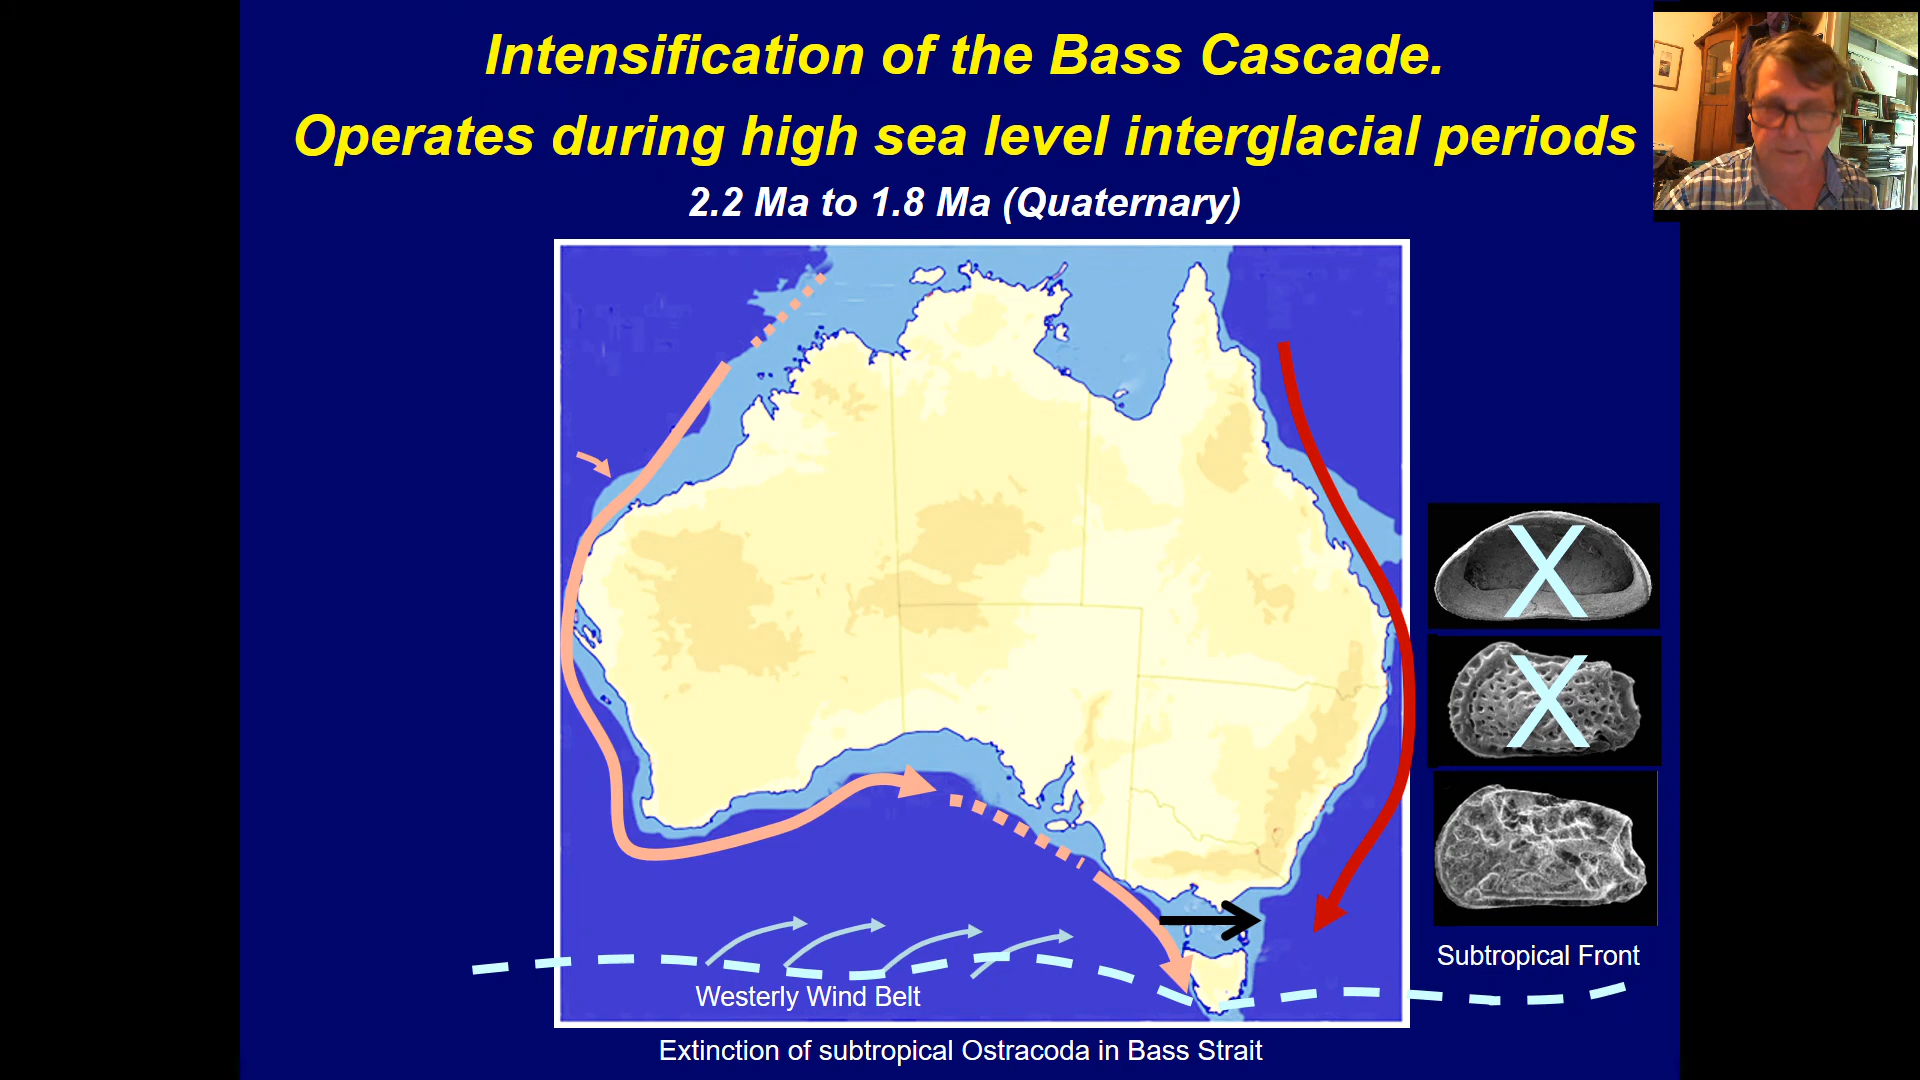 Intensification of the Bass Cascade.
Operates during high sea level interglacial periods
2.2 Ma to 1.8 Ma (Quaternary)
X
X
Subtropical Front
Westerly Wind Belt
Extinction of subtropical Ostracoda in Bass Strait